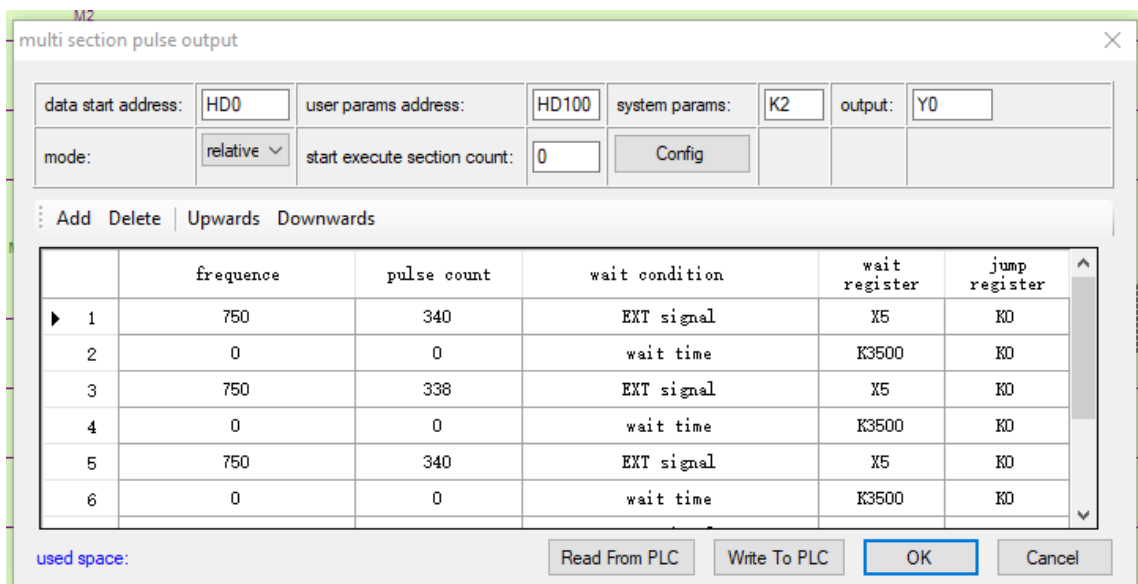 M2
multi section pulse output
data start address: HD0 user params address: HD100 system params: K2 output: Y0
mode: relative start execute section count: 0 Config
Add Delete Upwards Downwards
frequence pulse count wait condition wait register jump register
1 750 340 EXT signal X5 K0
2 0 0 wait time K3500 K0
3 750 338 EXT signal X5 K0
4 0 0 wait time K3500 K0
5 750 340 EXT signal X5 K0
6 0 0 wait time K3500 K0
used space: Read From PLC Write To PLC OK Cancel